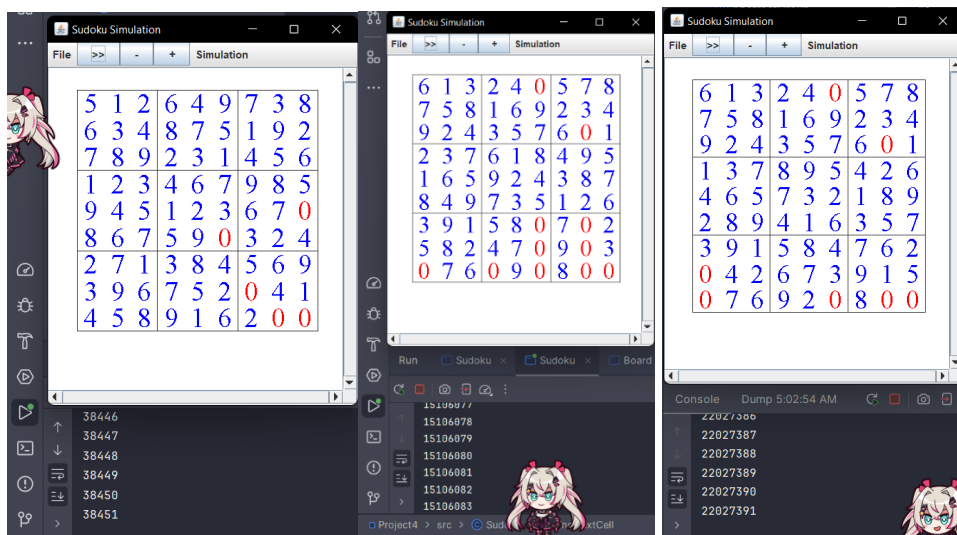 Sudoku Simulation
File >> - + Simulation
5 1 2 6 4 9 7 3 8
6 3 4 8 7 5 1 9 2
7 8 9 2 3 1 4 5 6
1 2 3 4 6 7 9 8 5
9 4 5 1 2 3 6 7 0
8 6 7 5 9 0 3 2 4
2 7 1 3 8 4 5 6 9
3 9 6 7 5 2 0 4 1
4 5 8 9 1 6 2 0 0
38446
38447
38448
38449
38450
38451
Sudoku Simulation
File >> - + Simulation
6 1 3 2 4 0 5 7 8
7 5 8 1 6 9 2 3 4
9 2 4 3 5 7 6 0 1
2 3 7 6 1 8 4 9 5
1 6 5 9 2 4 3 8 7
8 4 9 7 3 5 1 2 6
3 9 1 5 8 0 7 0 2
5 8 2 4 7 0 9 0 3
0 7 6 0 9 0 8 0 0
Run Sudoku × Sudoku × Board
15106077
15106078
15106079
15106080
15106081
15106082
15106083
Project4 > src > Sud
extCell
Sudoku Simulation
File >> - + Simulation
6 1 3 2 4 0 5 7 8
7 5 8 1 6 9 2 3 4
9 2 4 3 5 7 6 0 1
1 3 7 8 9 5 4 2 6
4 6 5 7 3 2 1 8 9
2 8 9 4 1 6 3 5 7
3 9 1 5 8 4 7 6 2
0 4 2 6 7 3 9 1 5
0 7 6 9 2 0 8 0 0
Console Dump 5:02:54 AM
22027386
22027387
22027388
22027389
22027390
22027391